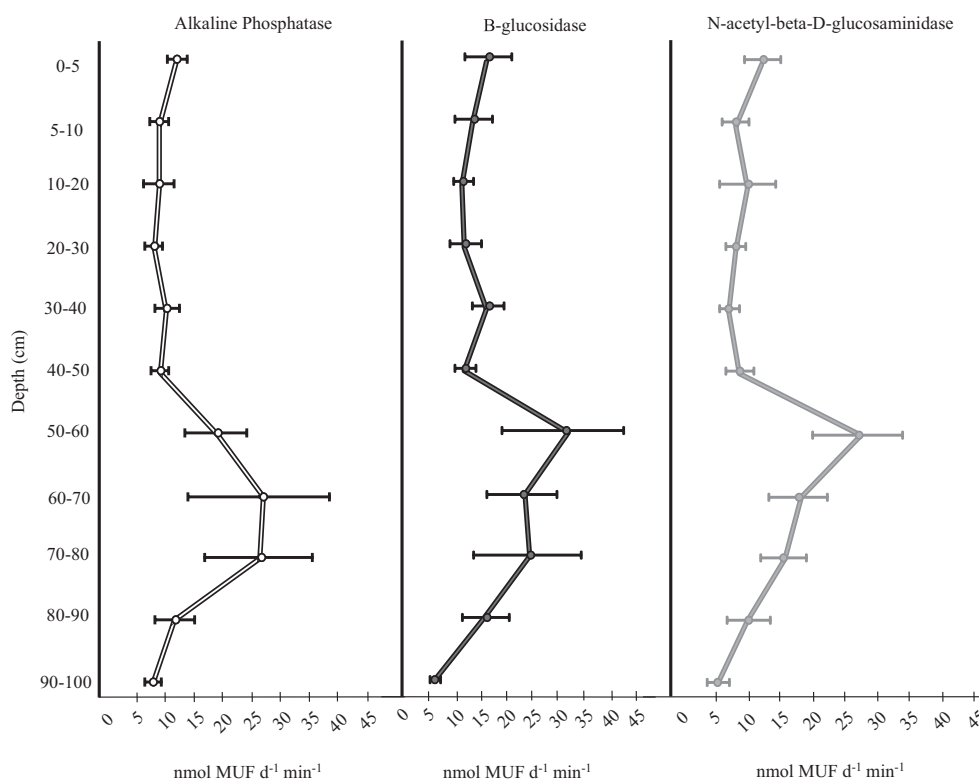 Alkaline Phosphatase
B-glucosidase
N-acetyl-beta-D-glucosaminidase
Depth (cm)
0-5
5-10
10-20
20-30
30-40
40-50
50-60
60-70
70-80
80-90
90-100
0 5 10 15 20 25 30 35 40 45
0 5 10 15 20 25 30 35 40 45
0 5 10 15 20 25 30 35 40 45
nmol MUF d⁻¹ min⁻¹
nmol MUF d⁻¹ min⁻¹
nmol MUF d⁻¹ min⁻¹